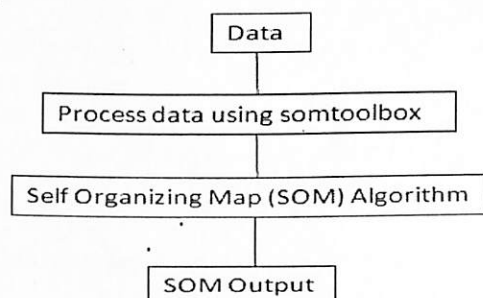 Data
Process data using somtoolbox
Self Organizing Map (SOM) Algorithm
SOM Output